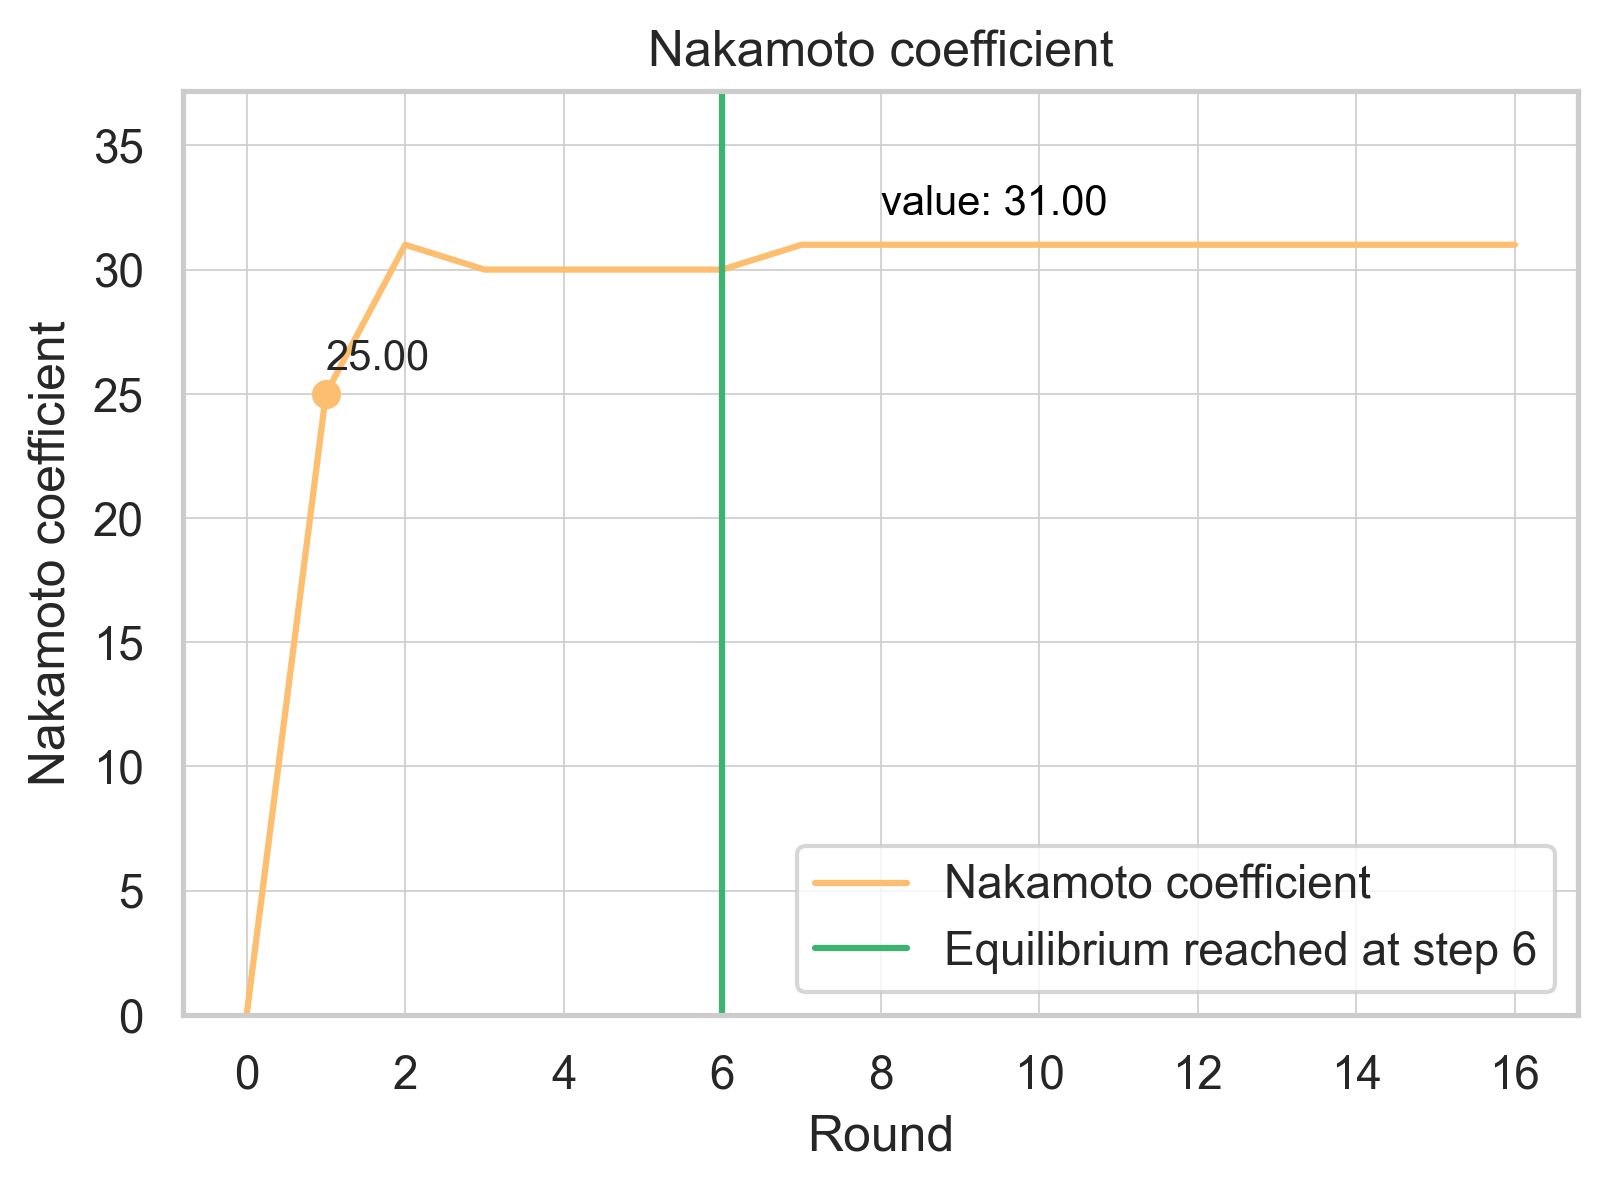 Nakamoto coefficient
35
value: 31.00
30
25.00
25
20
15
10
5
0
Nakamoto coefficient
Nakamoto coefficient
Equilibrium reached at step 6
0 2 4 6 8 10 12 14 16
Round